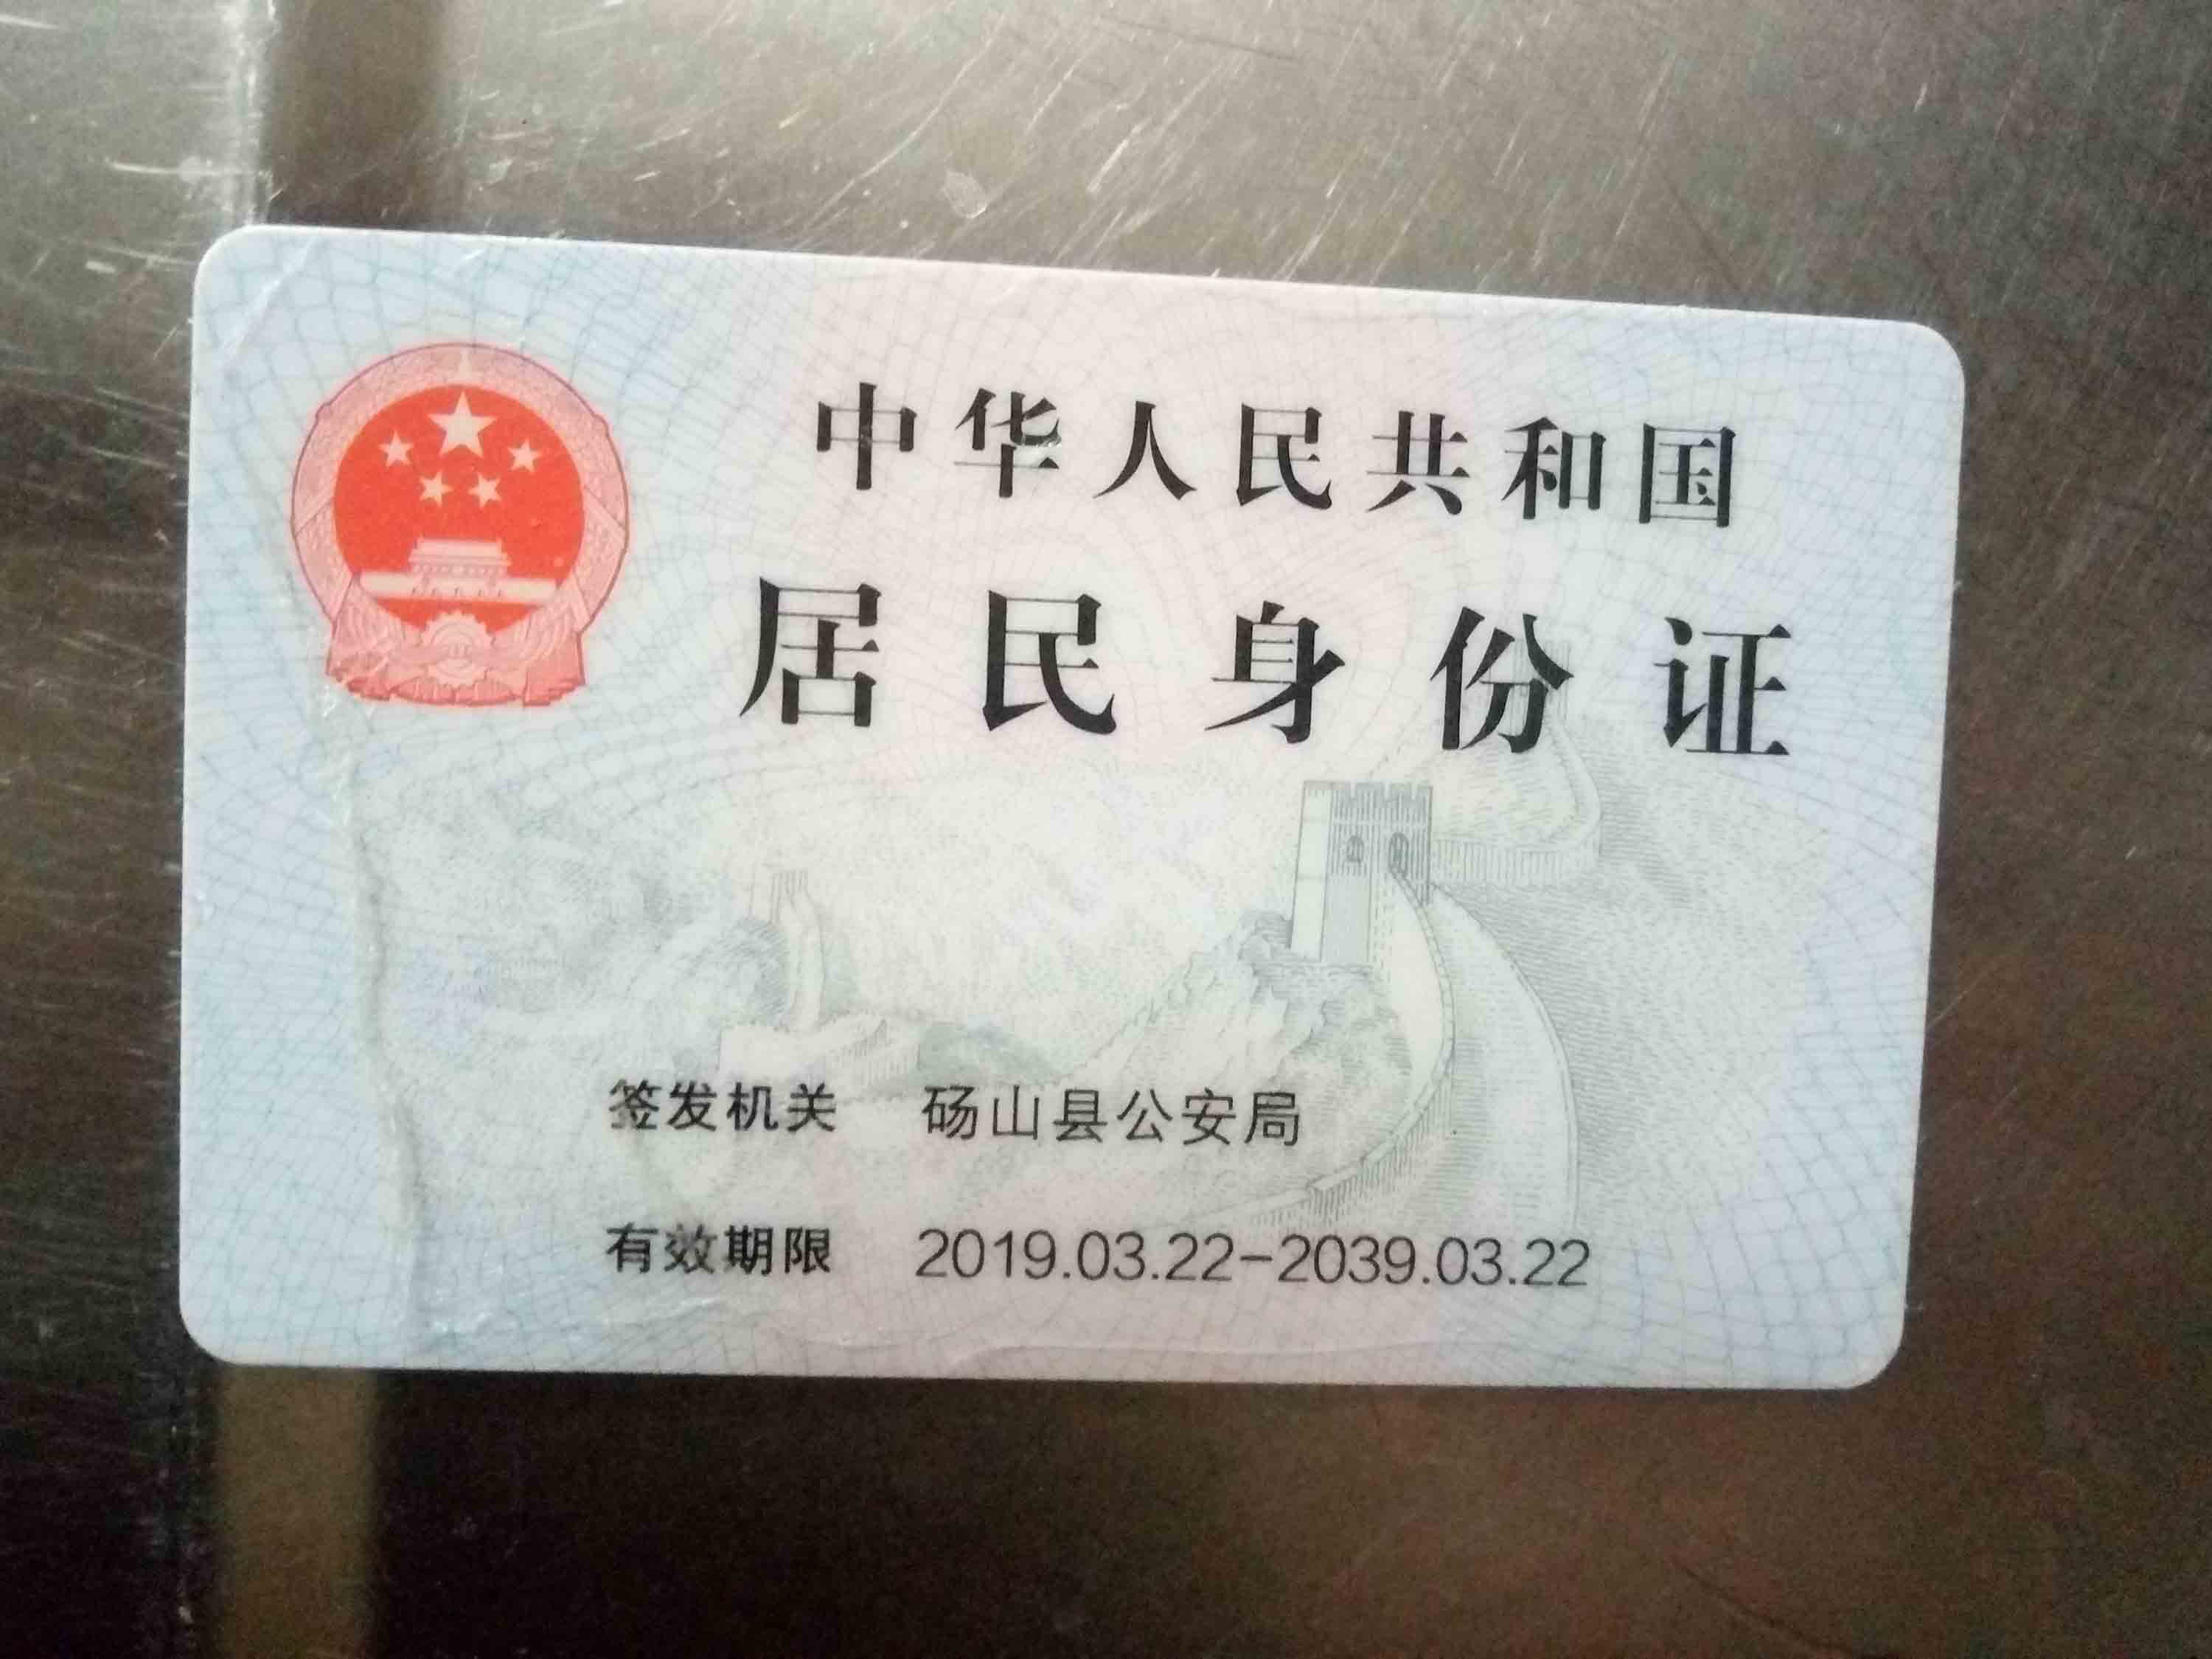 中华人民共和国
居民身份证
签发机关 砀山县公安局
有效期限 2019.03.22-2039.03.22